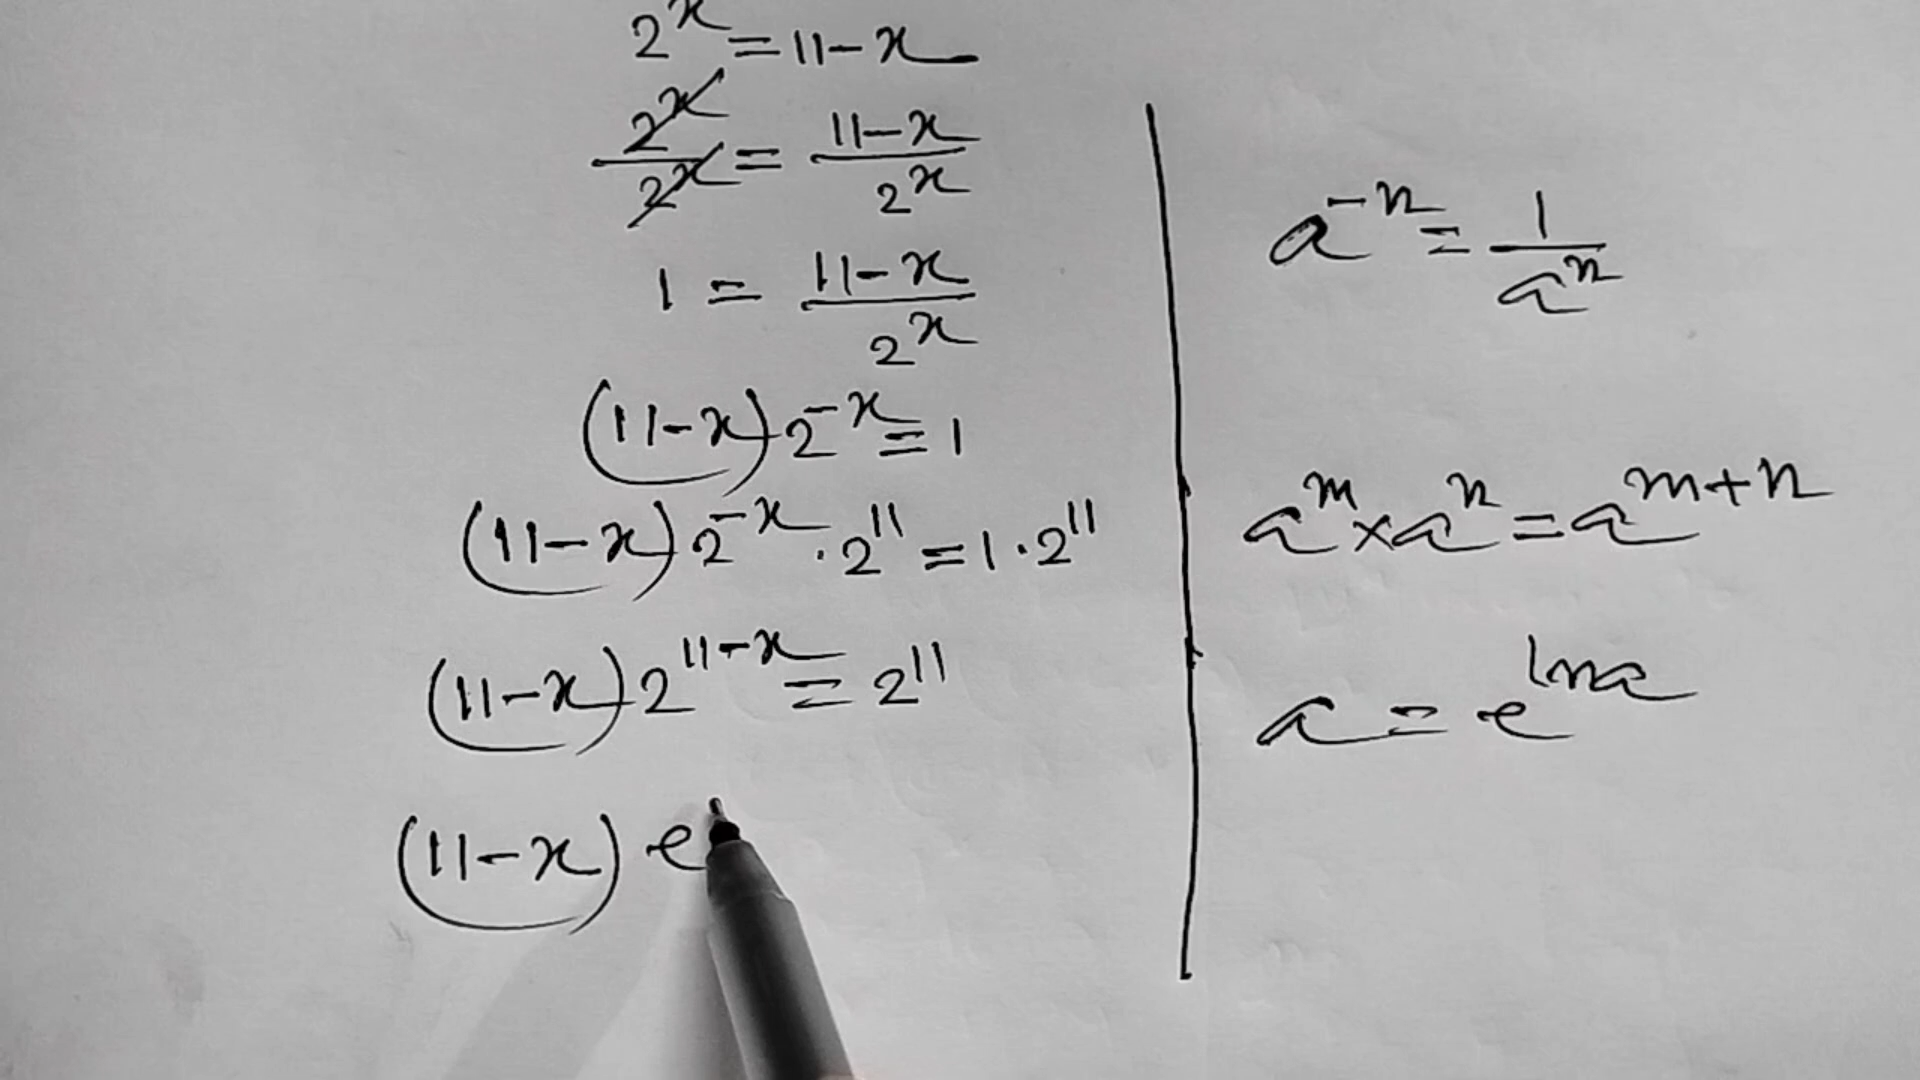 2^x = 11-x
2^x/2^x = 11-x/2^x
1 = 11-x/2^x
(11-x) 2^-x = 1
(11-x) 2^-x · 2^11 = 1 · 2^11
(11-x) 2^11-x = 2^11
(11-x) e
a^-n = 1/a^n
a^m × a^n = a^m+n
a = e^lna